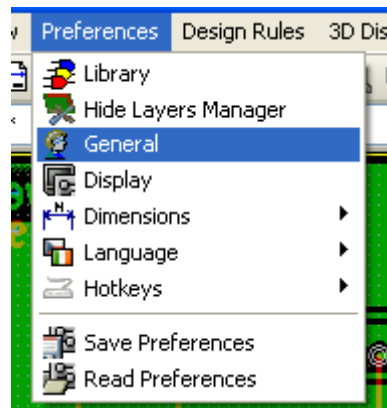 Preferences Design Rules 3D Dis
Library
Hide Layers Manager
General
Display
Dimensions
Language
Hotkeys
Save Preferences
Read Preferences